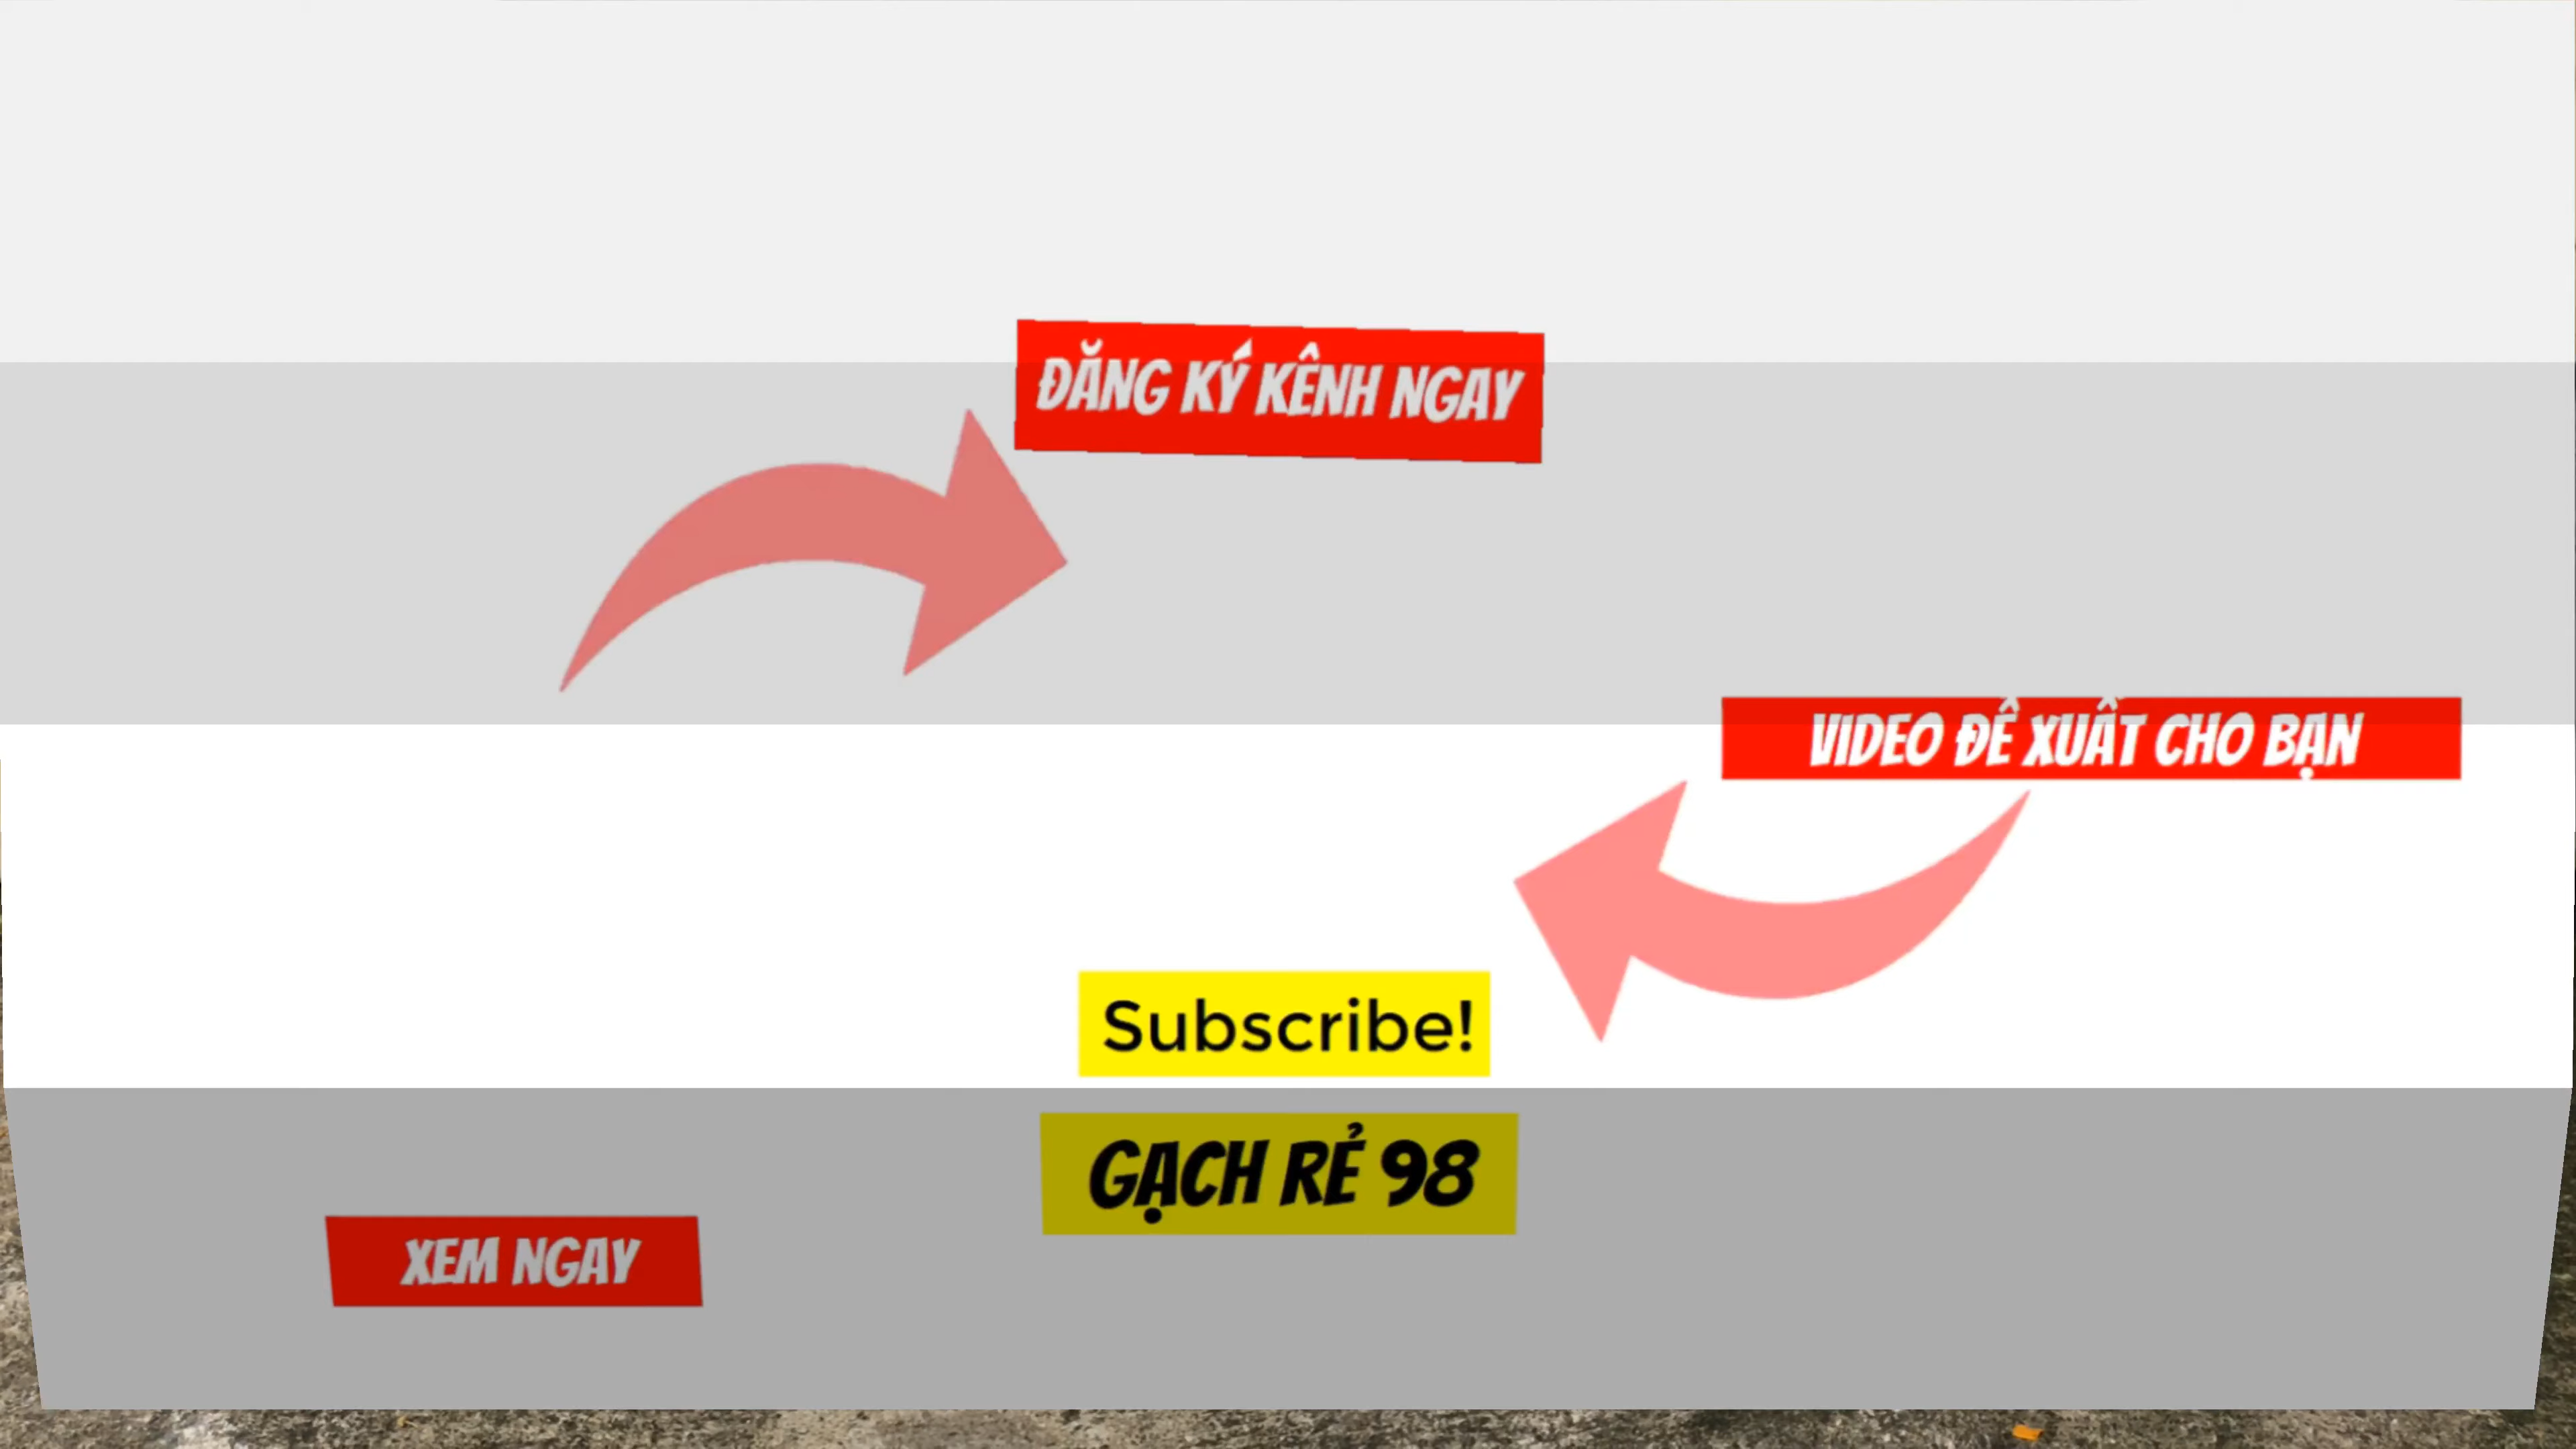 ĐĂNG KÝ KÊNH NGAY
VIDEO ĐỀ XUẤT CHO BẠN
Subscribe!
GẠCH RẺ 98
XEM NGAY